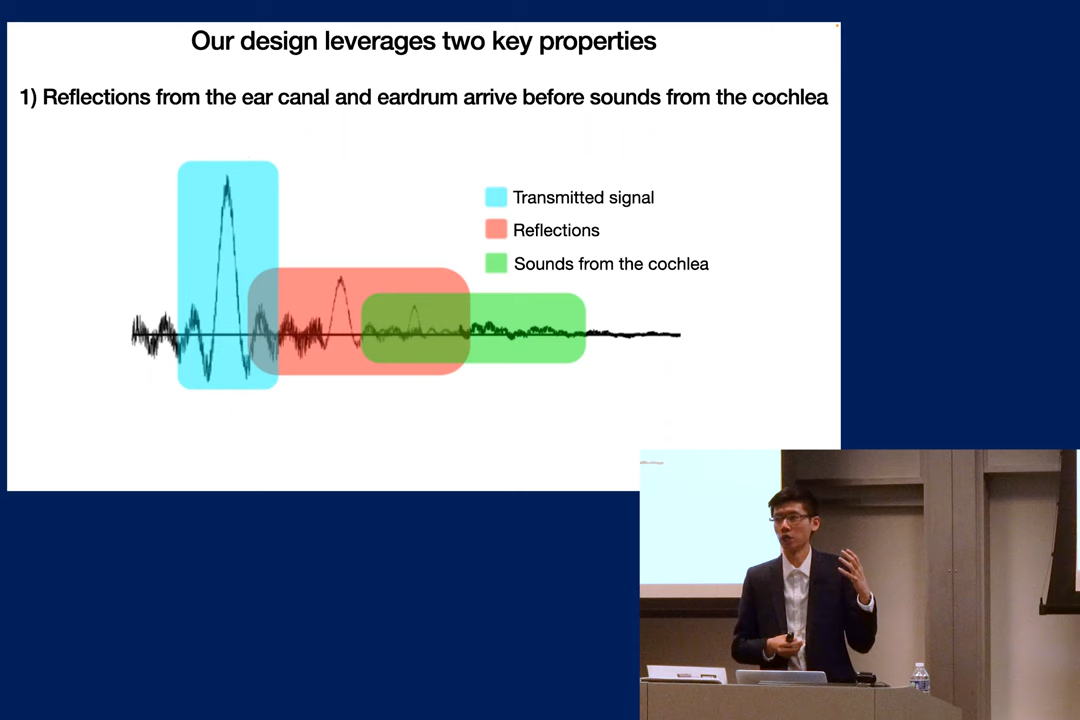 Our design leverages two key properties
1) Reflections from the ear canal and eardrum arrive before sounds from the cochlea
Transmitted signal
Reflections
Sounds from the cochlea